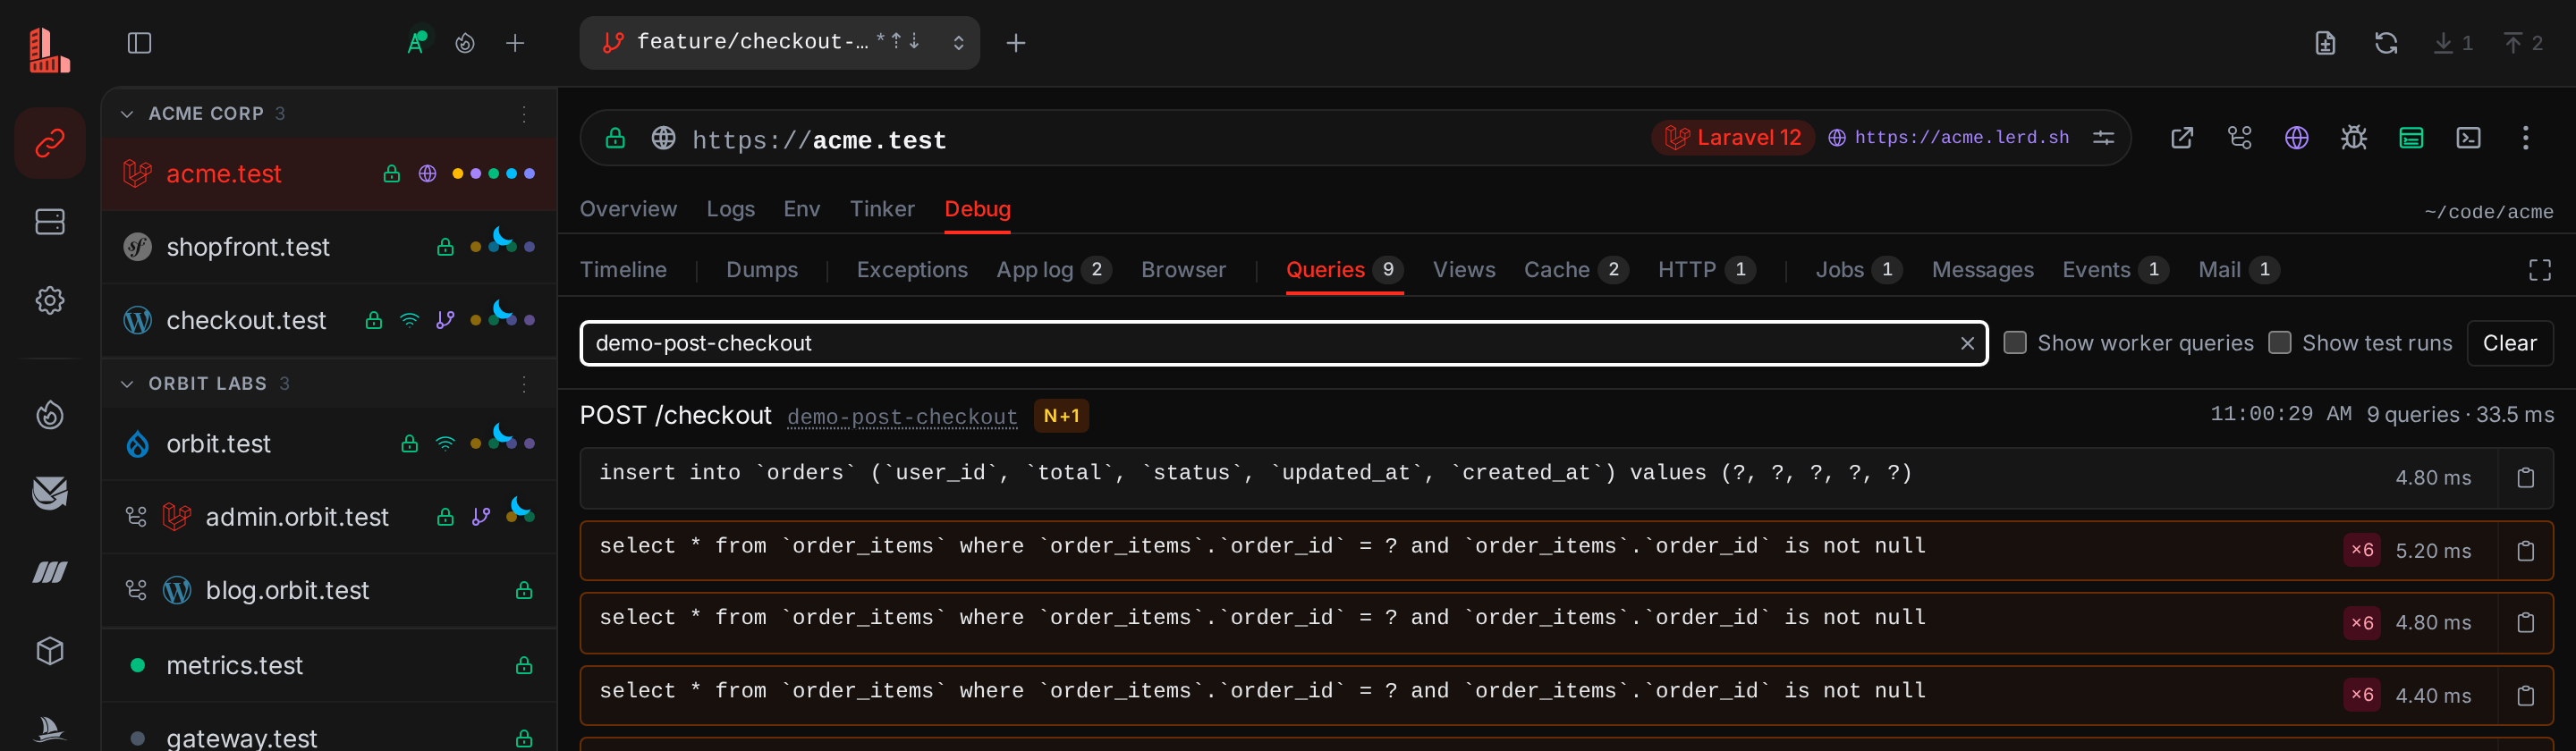 feature/checkout-… *⇡⇣
1
2
ACME CORP 3
acme.test
shopfront.test
checkout.test
ORBIT LABS 3
orbit.test
admin.orbit.test
blog.orbit.test
metrics.test
gateway.test
https://acme.test
Laravel 12
https://acme.lerd.sh
Overview Logs Env Tinker Debug
~/code/acme
Timeline Dumps Exceptions App log 2 Browser Queries 9 Views Cache 2 HTTP 1 Jobs 1 Messages Events 1 Mail 1
demo-post-checkout
Show worker queries Show test runs Clear
POST /checkout demo-post-checkout N+1 11:00:29 AM 9 queries · 33.5 ms
insert into `orders` (`user_id`, `total`, `status`, `updated_at`, `created_at`) values (?, ?, ?, ?, ?) 4.80 ms
select * from `order_items` where `order_items`.`order_id` = ? and `order_items`.`order_id` is not null ×6 5.20 ms
select * from `order_items` where `order_items`.`order_id` = ? and `order_items`.`order_id` is not null ×6 4.80 ms
select * from `order_items` where `order_items`.`order_id` = ? and `order_items`.`order_id` is not null ×6 4.40 ms